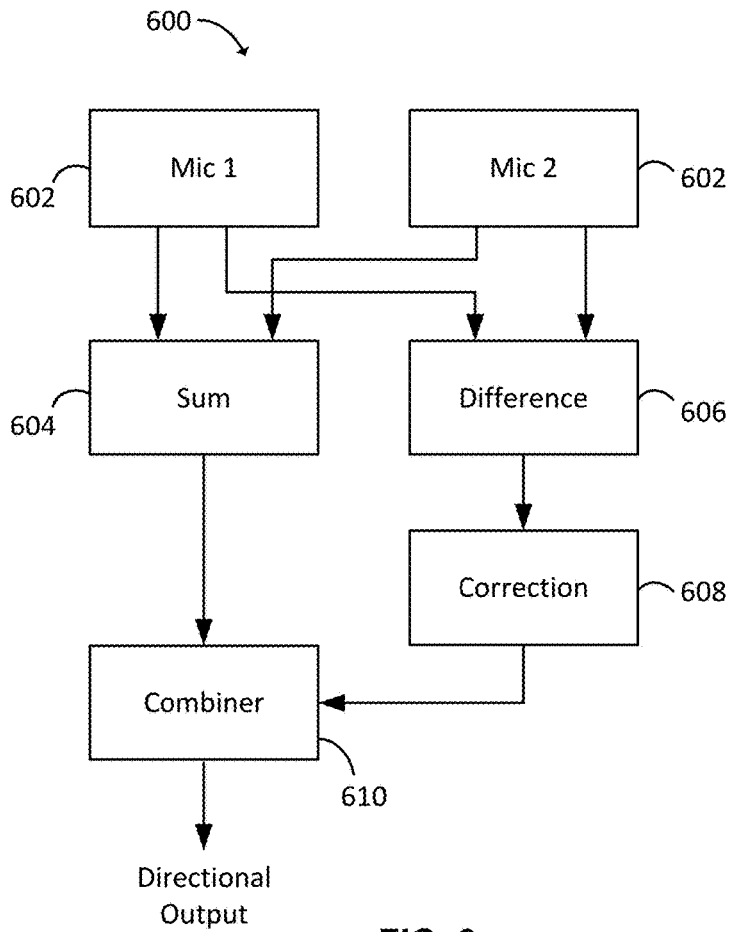 600
Mic 1
Mic 2
602
602
Sum
Difference
604
606
Correction
608
Combiner
610
Directional
Output